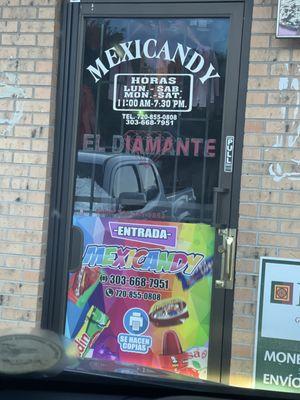 MEXICANDY
HORAS
LUN. - SAB.
MON.-SAT.
11:00 AM-7:30 PM.
TEL. 720-855-0808
303-668-7951
EL DIAMANTE
PULL
-ENTRADA-
MEXICANDY
303-668-7951
720-855-0808
SE HACEN
COPIAS
MONE
ENVÍO